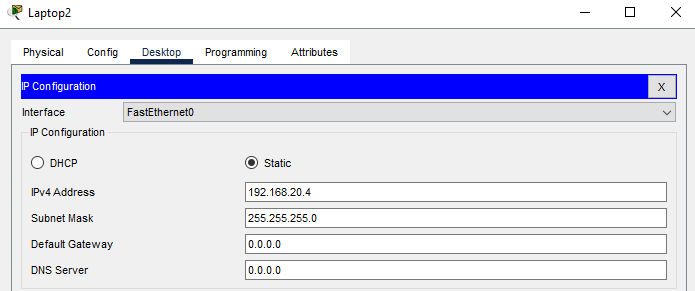 Laptop2
Physical Config Desktop Programming Attributes
IP Configuration X
Interface FastEthernet0
IP Configuration
DHCP Static
IPv4 Address 192.168.20.4
Subnet Mask 255.255.255.0
Default Gateway 0.0.0.0
DNS Server 0.0.0.0